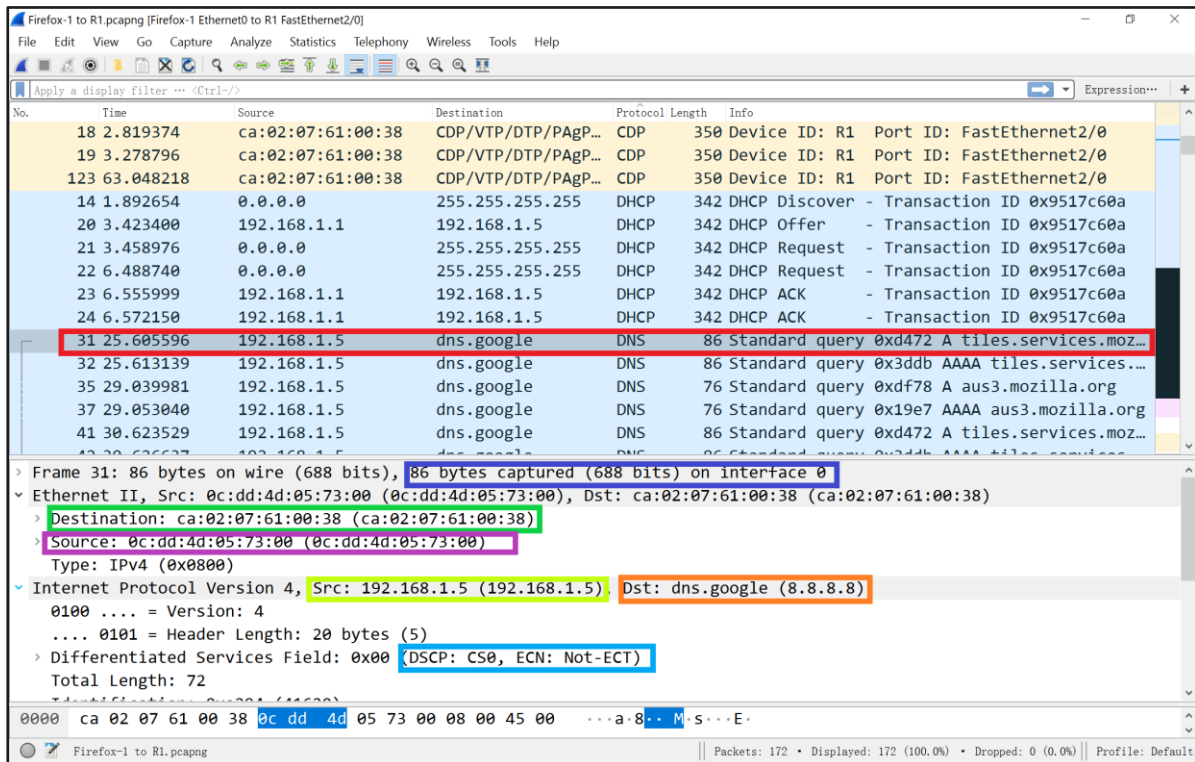 Firefox-1 to R1.pcapng [Firefox-1 Ethernet0 to R1 FastEthernet2/0]
File Edit View Go Capture Analyze Statistics Telephony Wireless Tools Help
Apply a display filter … <Ctrl-/> Expression… +
No. Time Source Destination Protocol Length Info
18 2.819374 ca:02:07:61:00:38 CDP/VTP/DTP/PAgP… CDP 350 Device ID: R1 Port ID: FastEthernet2/0
19 3.278796 ca:02:07:61:00:38 CDP/VTP/DTP/PAgP… CDP 350 Device ID: R1 Port ID: FastEthernet2/0
123 63.048218 ca:02:07:61:00:38 CDP/VTP/DTP/PAgP… CDP 350 Device ID: R1 Port ID: FastEthernet2/0
14 1.892654 0.0.0.0 255.255.255.255 DHCP 342 DHCP Discover - Transaction ID 0x9517c60a
20 3.423400 192.168.1.1 192.168.1.5 DHCP 342 DHCP Offer - Transaction ID 0x9517c60a
21 3.458976 0.0.0.0 255.255.255.255 DHCP 342 DHCP Request - Transaction ID 0x9517c60a
22 6.488740 0.0.0.0 255.255.255.255 DHCP 342 DHCP Request - Transaction ID 0x9517c60a
23 6.555999 192.168.1.1 192.168.1.5 DHCP 342 DHCP ACK - Transaction ID 0x9517c60a
24 6.572150 192.168.1.1 192.168.1.5 DHCP 342 DHCP ACK - Transaction ID 0x9517c60a
31 25.605596 192.168.1.5 dns.google DNS 86 Standard query 0xd472 A tiles.services.moz…
32 25.613139 192.168.1.5 dns.google DNS 86 Standard query 0x3ddb AAAA tiles.services.…
35 29.039981 192.168.1.5 dns.google DNS 76 Standard query 0xdf78 A aus3.mozilla.org
37 29.053040 192.168.1.5 dns.google DNS 76 Standard query 0x19e7 AAAA aus3.mozilla.org
41 30.623529 192.168.1.5 dns.google DNS 86 Standard query 0xd472 A tiles.services.moz…
Frame 31: 86 bytes on wire (688 bits), 86 bytes captured (688 bits) on interface 0
Ethernet II, Src: 0c:dd:4d:05:73:00 (0c:dd:4d:05:73:00), Dst: ca:02:07:61:00:38 (ca:02:07:61:00:38)
Destination: ca:02:07:61:00:38 (ca:02:07:61:00:38)
Source: 0c:dd:4d:05:73:00 (0c:dd:4d:05:73:00)
Type: IPv4 (0x0800)
Internet Protocol Version 4, Src: 192.168.1.5 (192.168.1.5), Dst: dns.google (8.8.8.8)
0100 .... = Version: 4
.... 0101 = Header Length: 20 bytes (5)
Differentiated Services Field: 0x00 (DSCP: CS0, ECN: Not-ECT)
Total Length: 72
0000 ca 02 07 61 00 38 0c dd 4d 05 73 00 08 00 45 00 ···a·8·· M·s···E·
Firefox-1 to R1.pcapng Packets: 172 · Displayed: 172 (100.0%) · Dropped: 0 (0.0%) Profile: Default